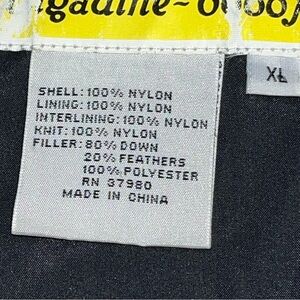 XL
SHELL: 100% NYLON
LINING: 100% NYLON
INTERLINING: 100% NYLON
KNIT: 100% NYLON
FILLER: 80% DOWN
20% FEATHERS
100% POLYESTER
RN 37980
MADE IN CHINA